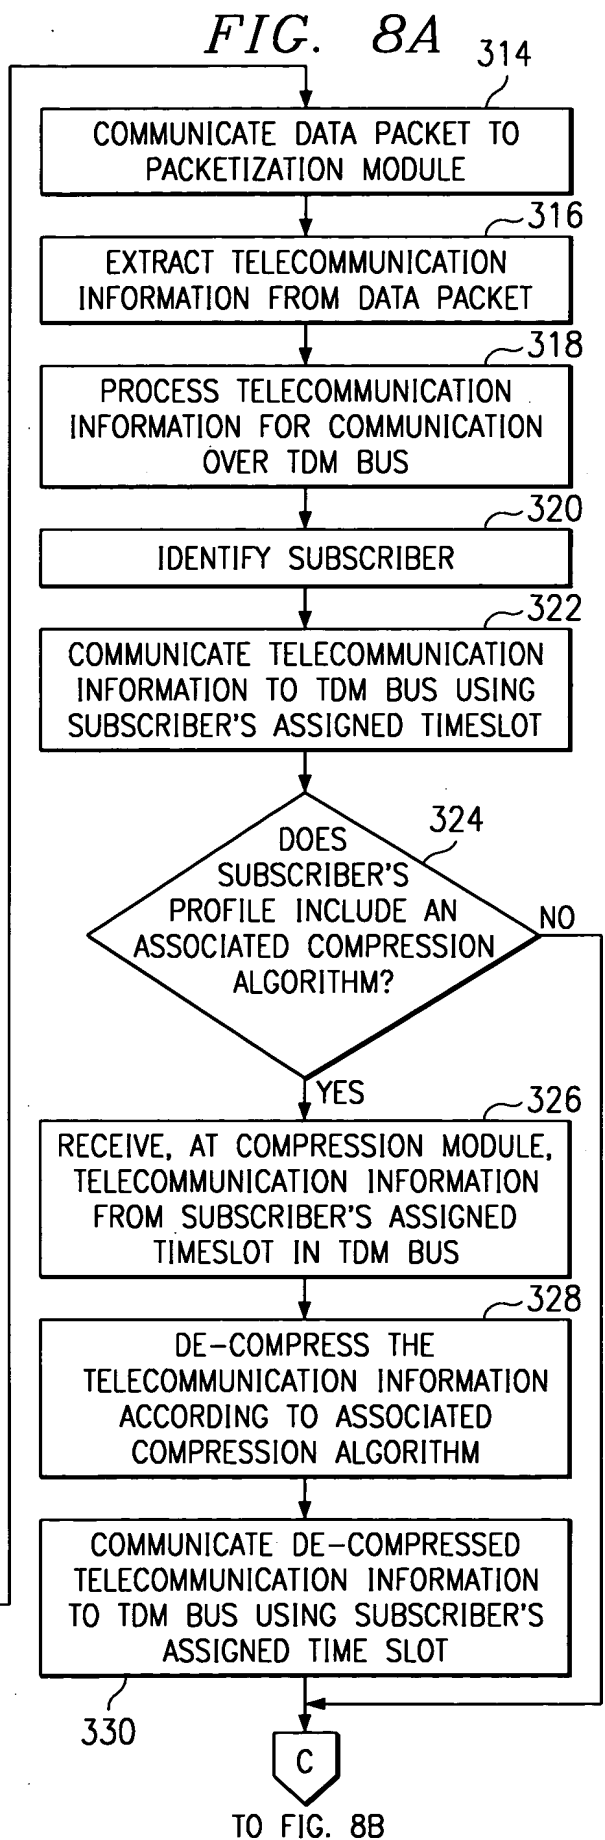 FIG. 8A
314
COMMUNICATE DATA PACKET TO
PACKETIZATION MODULE
316
EXTRACT TELECOMMUNICATION
INFORMATION FROM DATA PACKET
318
PROCESS TELECOMMUNICATION
INFORMATION FOR COMMUNICATION
OVER TDM BUS
320
IDENTIFY SUBSCRIBER
322
COMMUNICATE TELECOMMUNICATION
INFORMATION TO TDM BUS USING
SUBSCRIBER'S ASSIGNED TIMESLOT
324
DOES
SUBSCRIBER'S
PROFILE INCLUDE AN
ASSOCIATED COMPRESSION
ALGORITHM?
NO
YES
326
RECEIVE, AT COMPRESSION MODULE,
TELECOMMUNICATION INFORMATION
FROM SUBSCRIBER'S ASSIGNED
TIMESLOT IN TDM BUS
328
DE-COMPRESS THE
TELECOMMUNICATION INFORMATION
ACCORDING TO ASSOCIATED
COMPRESSION ALGORITHM
COMMUNICATE DE-COMPRESSED
TELECOMMUNICATION INFORMATION
TO TDM BUS USING SUBSCRIBER'S
ASSIGNED TIME SLOT
330
C
TO FIG. 8B